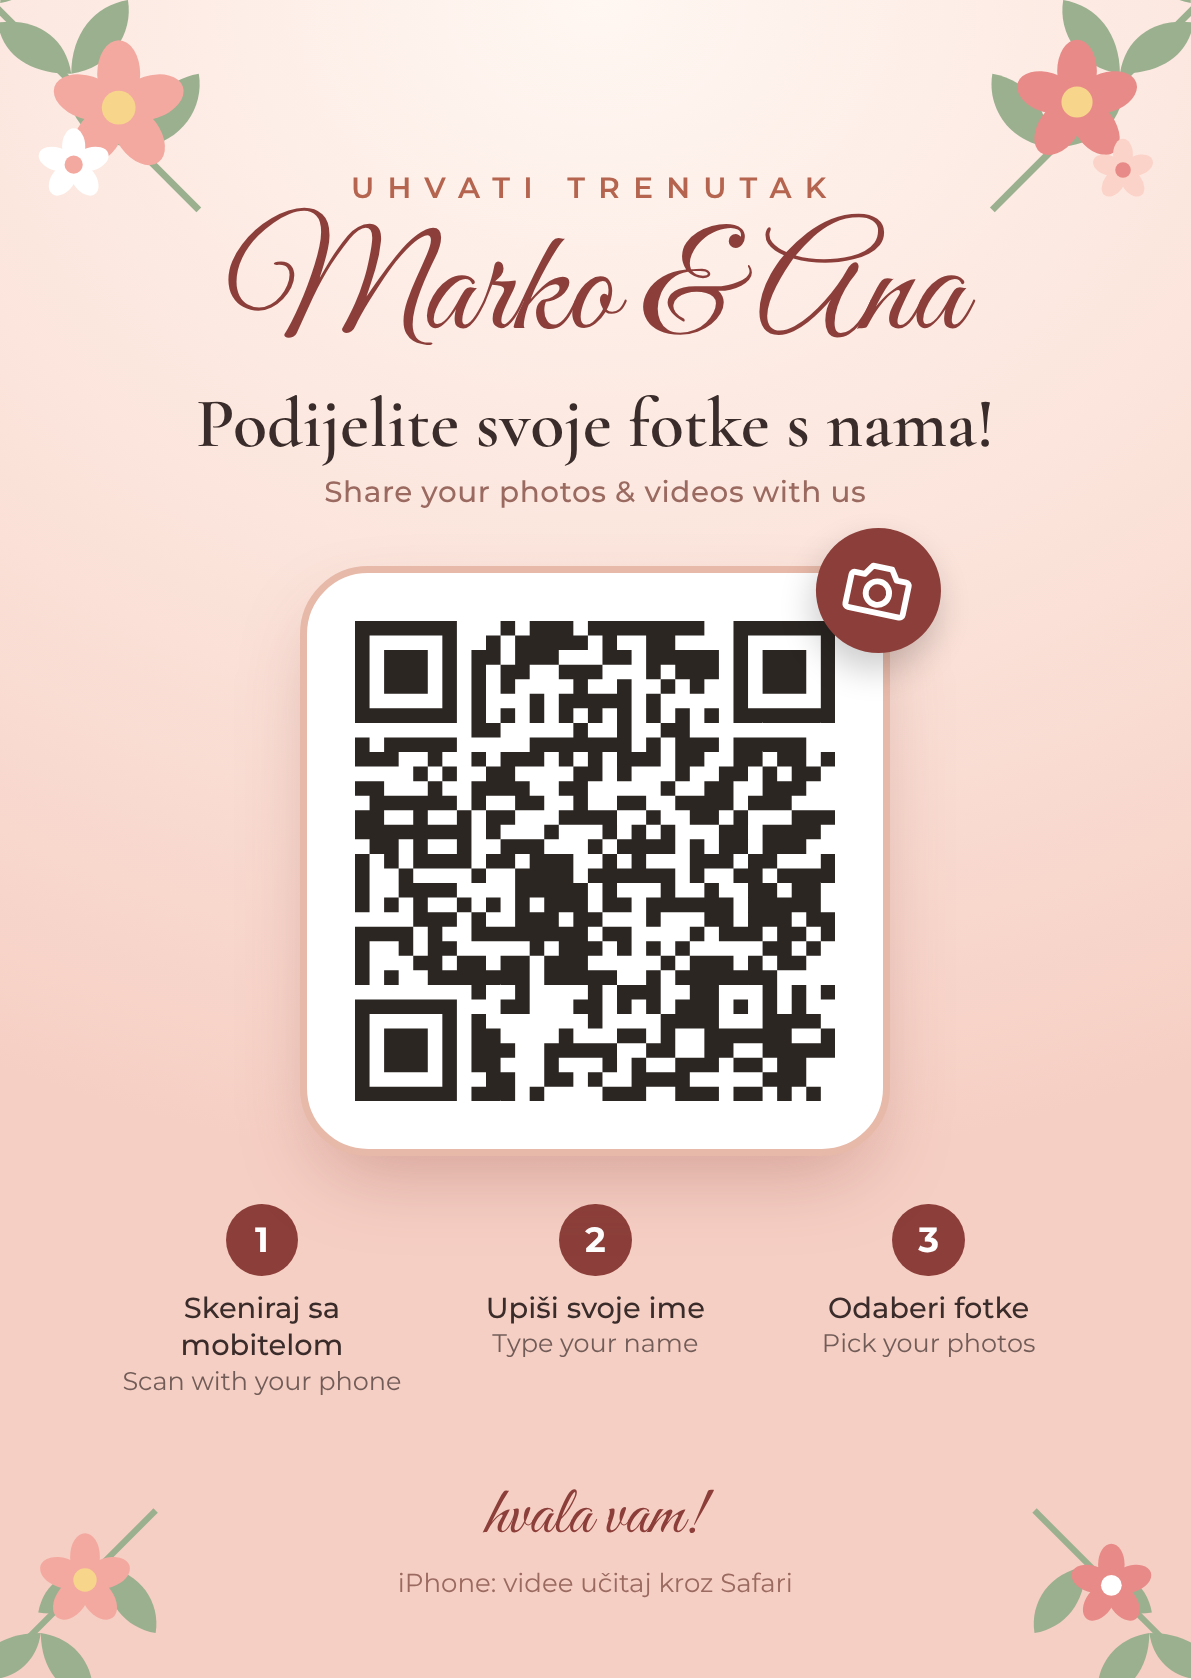 UHVATI TRENUTAK
Marko & Ana
Podijelite svoje fotke s nama!
Share your photos & videos with us
1
Skeniraj sa
mobitelom
Scan with your phone
2
Upiši svoje ime
Type your name
3
Odaberi fotke
Pick your photos
hvala vam!
iPhone: videe učitaj kroz Safari